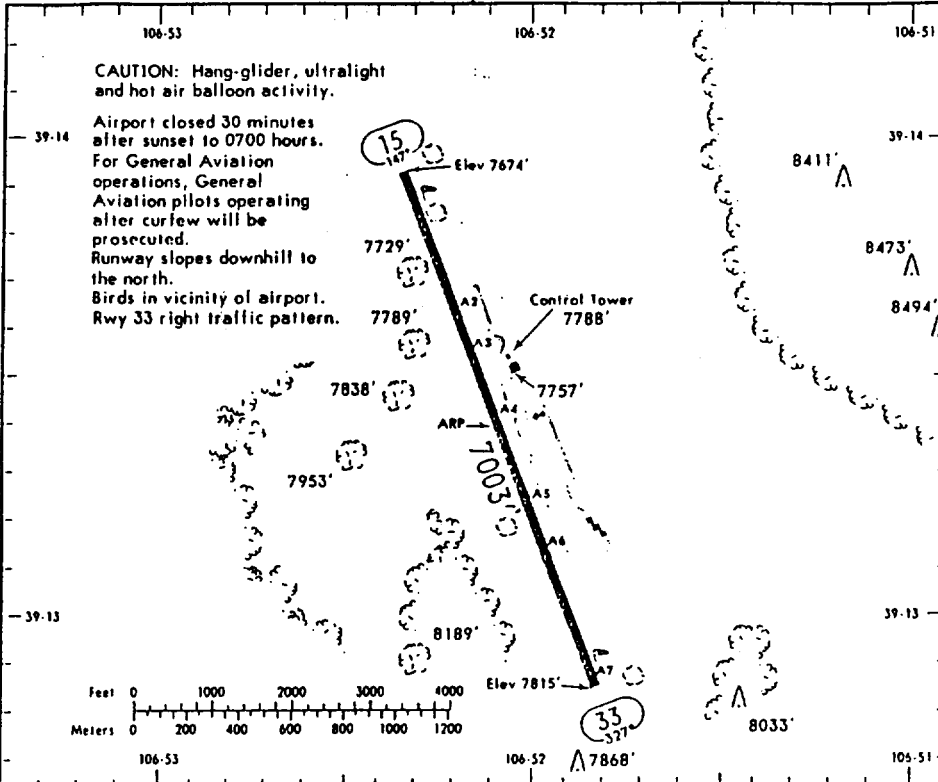 106-53 106-52 106-51
CAUTION: Hang-glider, ultralight
and hot air balloon activity.
39-14
Airport closed 30 minutes
after sunset to 0700 hours.
For General Aviation
operations, General
Aviation pilots operating
after curfew will be
prosecuted.
Runway slopes downhill to
the north.
Birds in vicinity of airport.
Rwy 33 right traffic pattern.
15
147°
Elev 7674'
39-14
8411'
8473'
8494'
7729'
A2
Control Tower
7788'
7789'
A3
7757'
7838'
A4
ARP
7003'
7953'
A5
A6
39-13
39-13
8189'
A7
Elev 7815'
33
327°
8033'
7868'
Feet 0 1000 2000 3000 4000
Meters 0 200 400 600 800 1000 1200
106-53 106-52 106-51